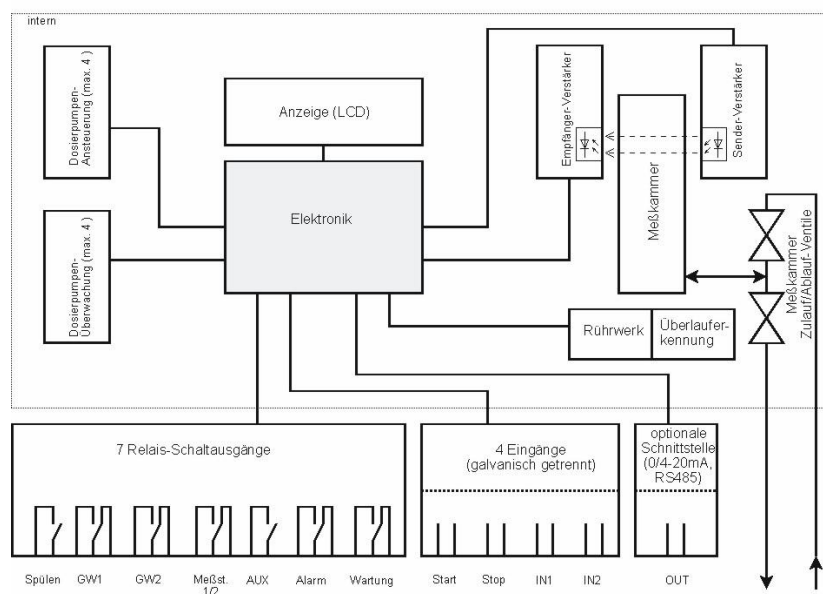 intern
Dosierpumpen-
Ansteuerung (max. 4 )
Anzeige (LCD)
Empfänger-Verstärker
Sender-Verstärker
Meßkammer
Elektronik
Dosierpumpen-
Überwachung (max. 4 )
Meßkammer
Zulauf/Ablauf-Ventile
Rührwerk
Überlaufer-
kennung
7 Relais-Schaltausgänge
4 Eingänge
(galvanisch getrennt)
optionale
Schnittstelle
(0/4-20mA,
RS485)
Spülen
GW1
GW2
Meßst.
1/2
AUX
Alarm
Wartung
Start
Stop
IN1
IN2
OUT